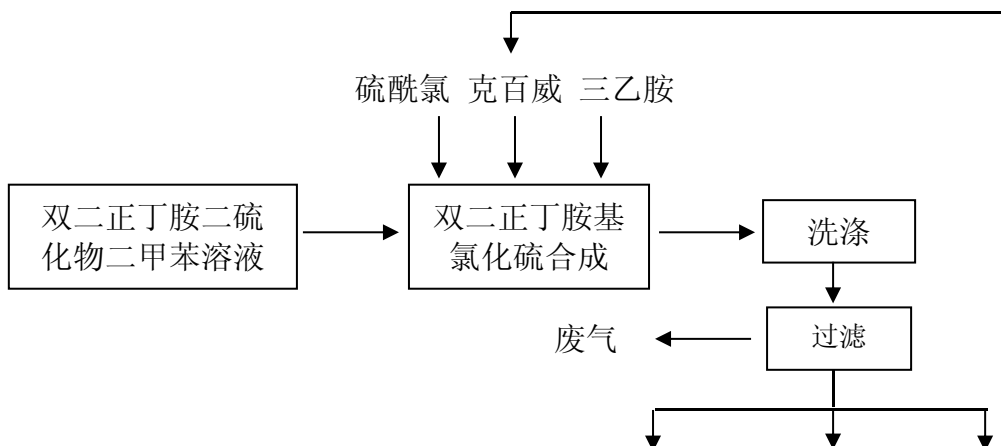 硫酰氯 克百威 三乙胺
双二正丁胺二硫
化物二甲苯溶液
双二正丁胺基
氯化硫合成
洗涤
废气
过滤